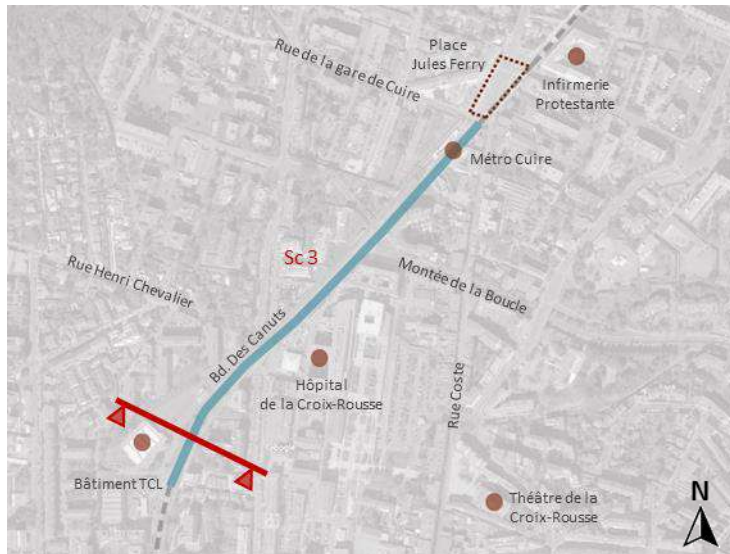 Place
Jules Ferry
Rue de la gare de Cuire
Infirmerie
Protestante
Métro Cuire
Sc 3
Montée de la Boucle
Rue Henri Chevalier
Bd. Des Canuts
Hôpital
de la Croix-Rousse
Rue Coste
Bâtiment TCL
Théâtre de la
Croix-Rousse
N